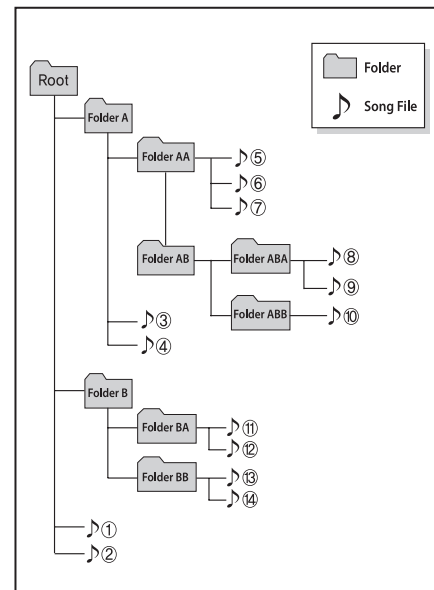 Root
Folder
Song File
Folder A
Folder AA
⑤
⑥
⑦
Folder AB
Folder ABA
⑧
⑨
Folder ABB
⑩
③
④
Folder B
Folder BA
⑪
⑫
Folder BB
⑬
⑭
①
②